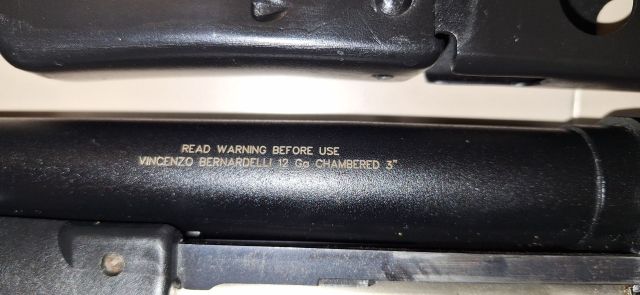 READ WARNING BEFORE USE
VINCENZO BERNARDELLI 12 Ga CHAMBERED 3"